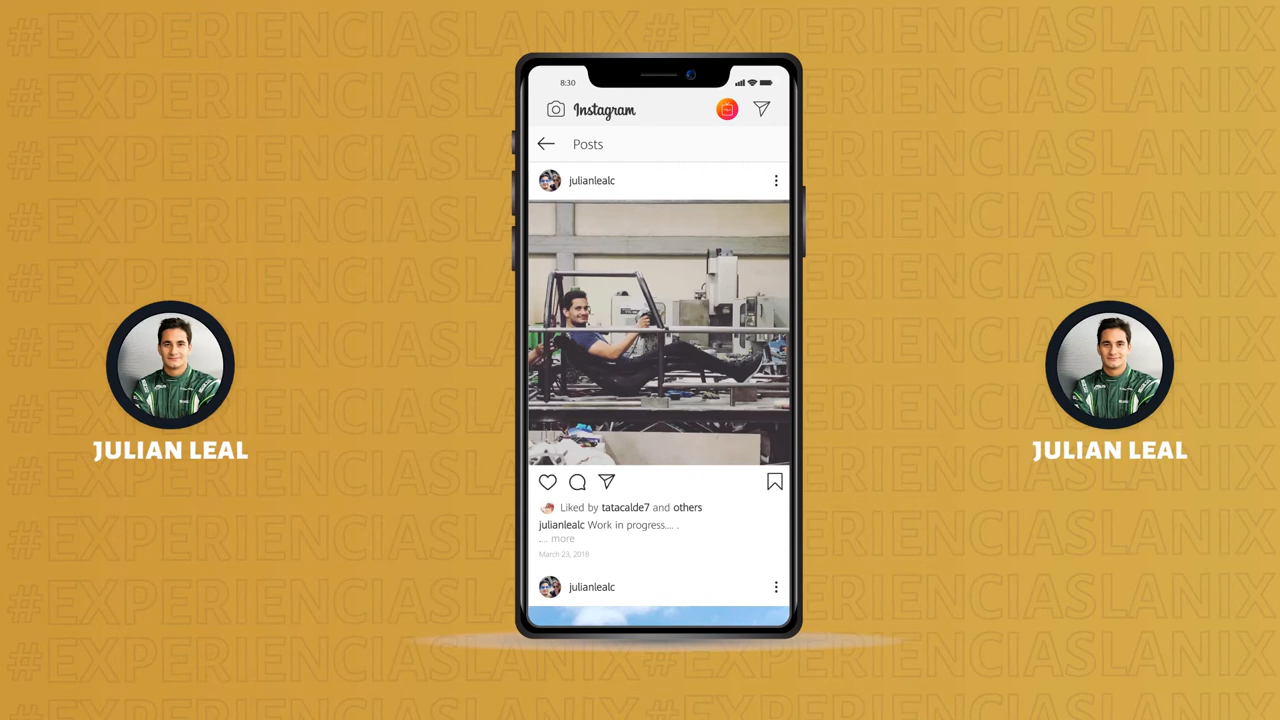 #EXPERIENCIASLANIX#EXPERIENCIASLANIX
8:30
Instagram
Posts
julianlealc
Liked by tatacalde7 and others
julianlealc Work in progress.... .
.... more
March 23, 2018
julianlealc
JULIAN LEAL
JULIAN LEAL